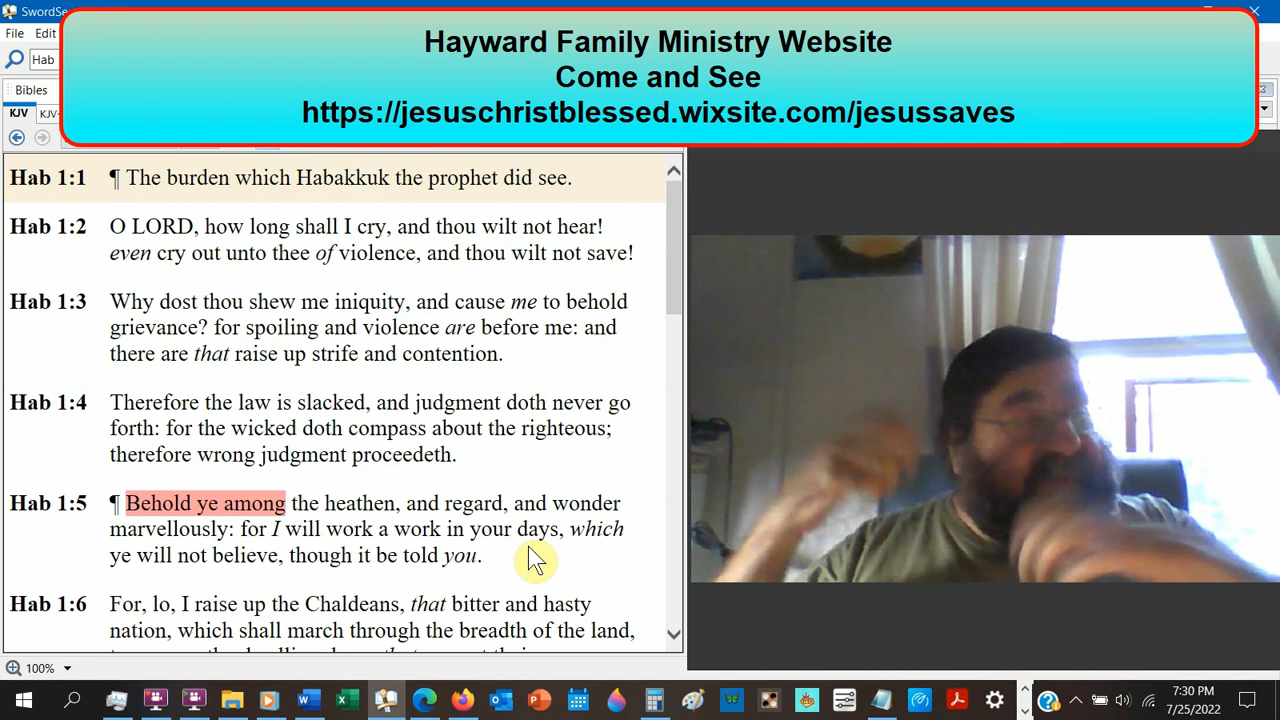 SwordSe
Hayward Family Ministry Website
Come and See
https://jesuschristblessed.wixsite.com/jesussaves
File Edit
Hab
Bibles
KJV KJV
Hab 1:1 ¶ The burden which Habakkuk the prophet did see.
Hab 1:2 O LORD, how long shall I cry, and thou wilt not hear!
even cry out unto thee of violence, and thou wilt not save!
Hab 1:3 Why dost thou shew me iniquity, and cause me to behold
grievance? for spoiling and violence are before me: and
there are that raise up strife and contention.
Hab 1:4 Therefore the law is slacked, and judgment doth never go
forth: for the wicked doth compass about the righteous;
therefore wrong judgment proceedeth.
Hab 1:5 ¶ Behold ye among the heathen, and regard, and wonder
marvellously: for I will work a work in your days, which
ye will not believe, though it be told you.
Hab 1:6 For, lo, I raise up the Chaldeans, that bitter and hasty
nation, which shall march through the breadth of the land,
100%
7:30 PM
7/25/2022